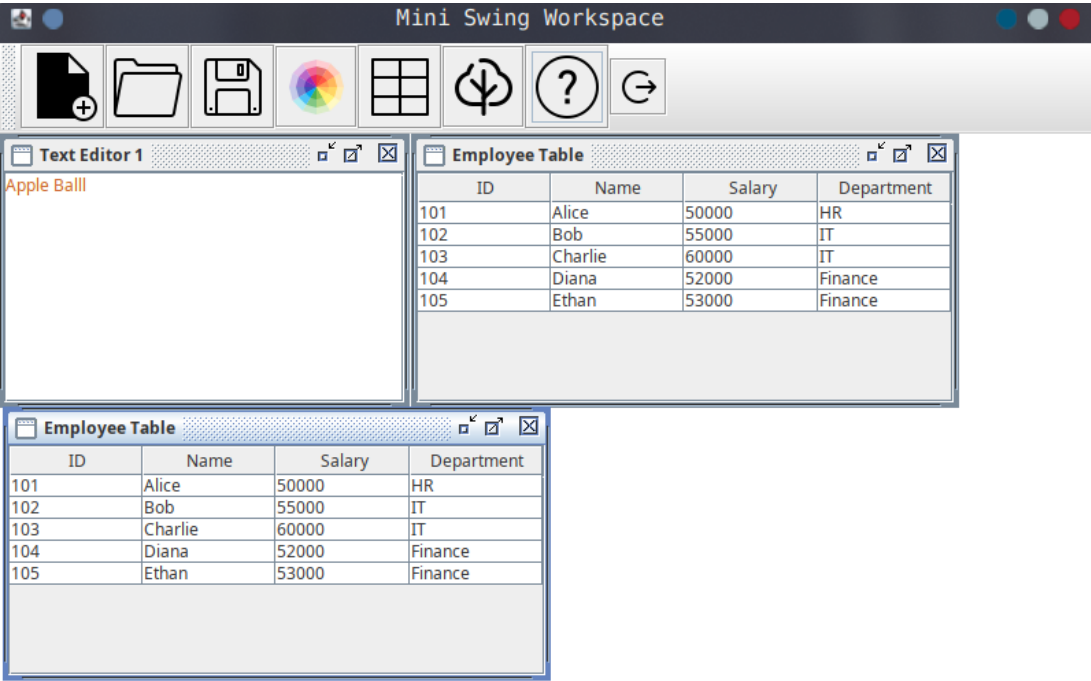 Mini Swing Workspace
?
Text Editor 1
Apple Balll
Employee Table
ID Name Salary Department
101 Alice 50000 HR
102 Bob 55000 IT
103 Charlie 60000 IT
104 Diana 52000 Finance
105 Ethan 53000 Finance
Employee Table
ID Name Salary Department
101 Alice 50000 HR
102 Bob 55000 IT
103 Charlie 60000 IT
104 Diana 52000 Finance
105 Ethan 53000 Finance